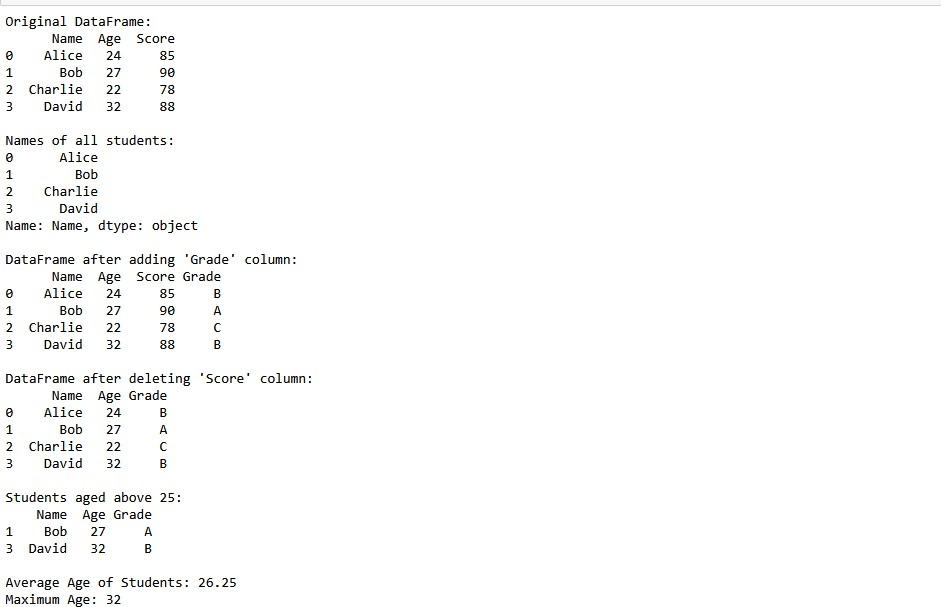 Original DataFrame:
      Name  Age  Score
0    Alice   24     85
1      Bob   27     90
2  Charlie   22     78
3    David   32     88

Names of all students:
0      Alice
1        Bob
2    Charlie
3      David
Name: Name, dtype: object

DataFrame after adding 'Grade' column:
      Name  Age  Score Grade
0    Alice   24     85     B
1      Bob   27     90     A
2  Charlie   22     78     C
3    David   32     88     B

DataFrame after deleting 'Score' column:
      Name  Age Grade
0    Alice   24     B
1      Bob   27     A
2  Charlie   22     C
3    David   32     B

Students aged above 25:
    Name  Age Grade
1    Bob   27     A
3  David   32     B

Average Age of Students: 26.25
Maximum Age: 32